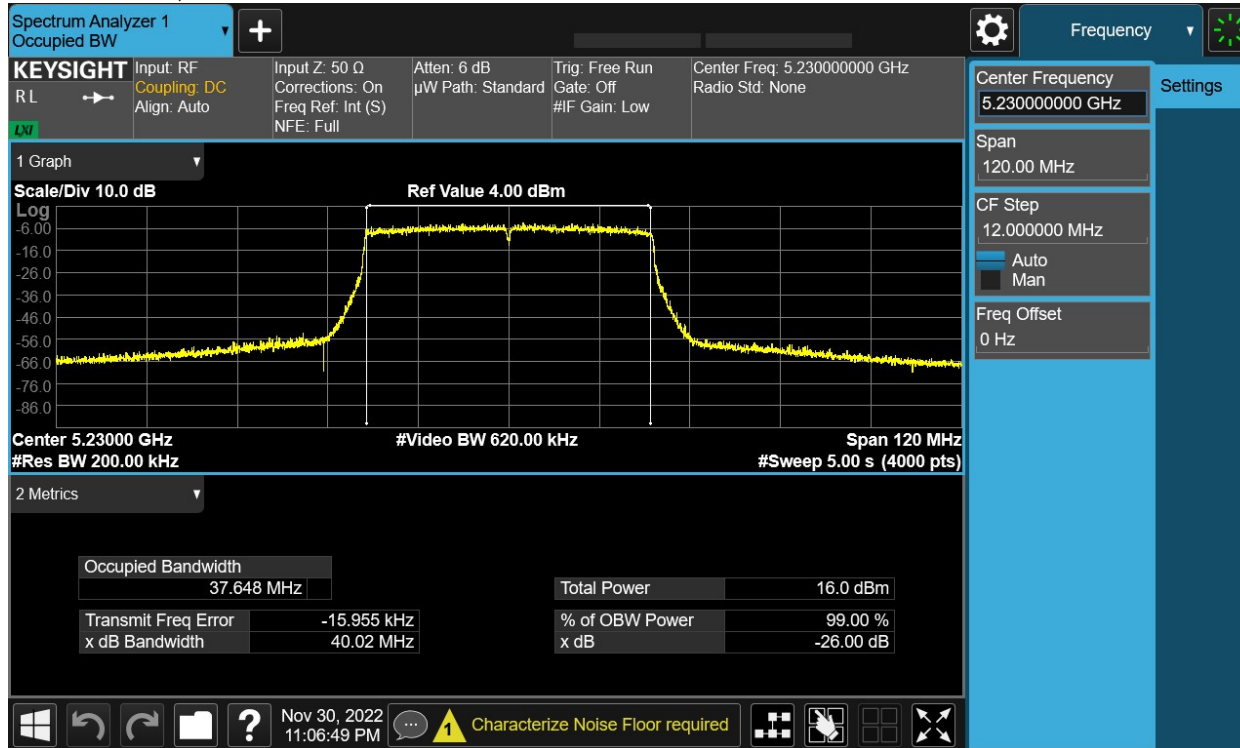 Spectrum Analyzer 1
Occupied BW
+
Frequency
KEYSIGHT
R L
LXI
Input: RF
Coupling: DC
Align: Auto
Input Z: 50 Ω
Corrections: On
Freq Ref: Int (S)
NFE: Full
Atten: 6 dB
µW Path: Standard
Trig: Free Run
Gate: Off
#IF Gain: Low
Center Freq: 5.230000000 GHz
Radio Std: None
Center Frequency
5.230000000 GHz
Settings
Span
120.00 MHz
CF Step
12.000000 MHz
Auto
Man
Freq Offset
0 Hz
1 Graph
Scale/Div 10.0 dB
Ref Value 4.00 dBm
Log
-6.00
-16.0
-26.0
-36.0
-46.0
-56.0
-66.0
-76.0
-86.0
Center 5.23000 GHz
#Video BW 620.00 kHz
Span 120 MHz
#Res BW 200.00 kHz
#Sweep 5.00 s (4000 pts)
2 Metrics
Occupied Bandwidth
37.648 MHz
Total Power 16.0 dBm
Transmit Freq Error -15.955 kHz
% of OBW Power 99.00 %
x dB Bandwidth 40.02 MHz
x dB -26.00 dB
?
Nov 30, 2022
11:06:49 PM
1
Characterize Noise Floor required